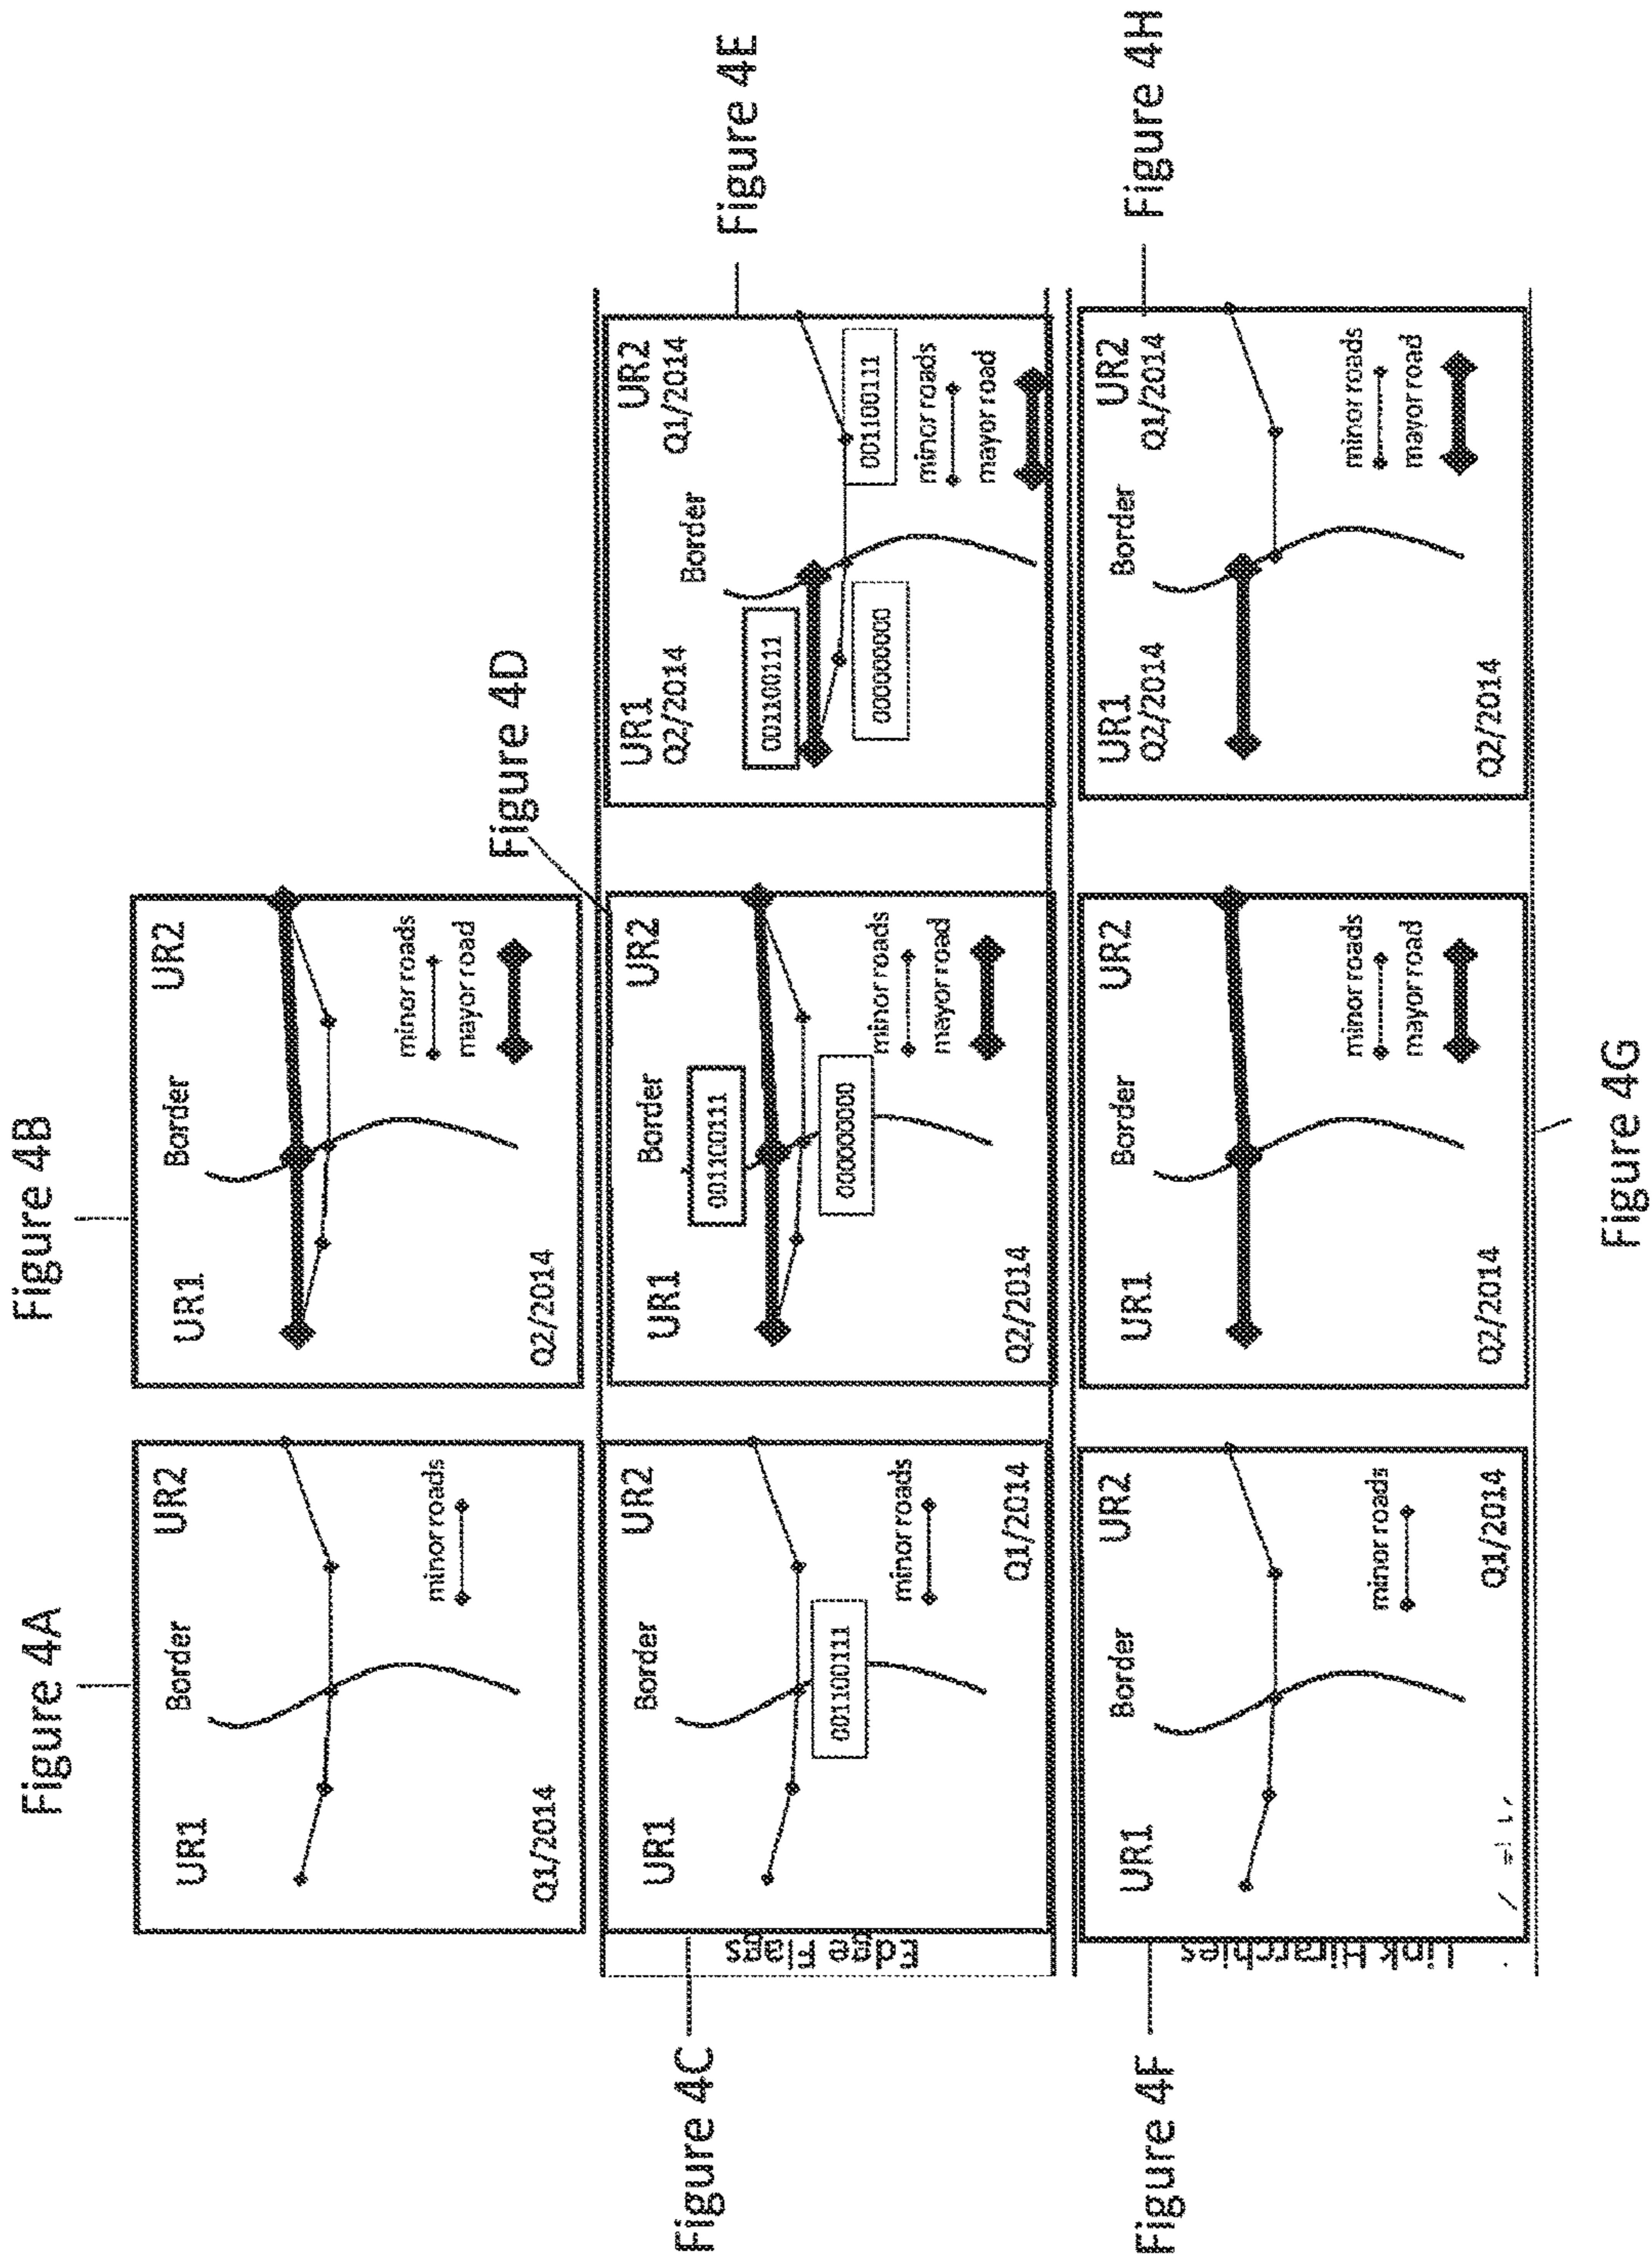 Figure 4A
UR1
Border
UR2
minor roads
Q1/2014
Figure 4B
UR1
Border
UR2
minor roads
mayor road
Q2/2014
Edge Flags
Figure 4C
UR1
Border
UR2
001100111
minor roads
Q1/2014
Figure 4D
UR1
Border
UR2
001100111
000000000
minor roads
mayor road
Q2/2014
Figure 4E
UR1
Q2/2014
Border
UR2
Q1/2014
001100111
000000000
001100111
minor roads
mayor road
Link Hirarchies
Figure 4F
UR1
Border
UR2
minor roads
Q1/2014
UR1
Border
UR2
minor roads
mayor road
Q2/2014
Figure 4G
Figure 4H
UR1
Q2/2014
Border
UR2
Q1/2014
minor roads
mayor road
Q2/2014